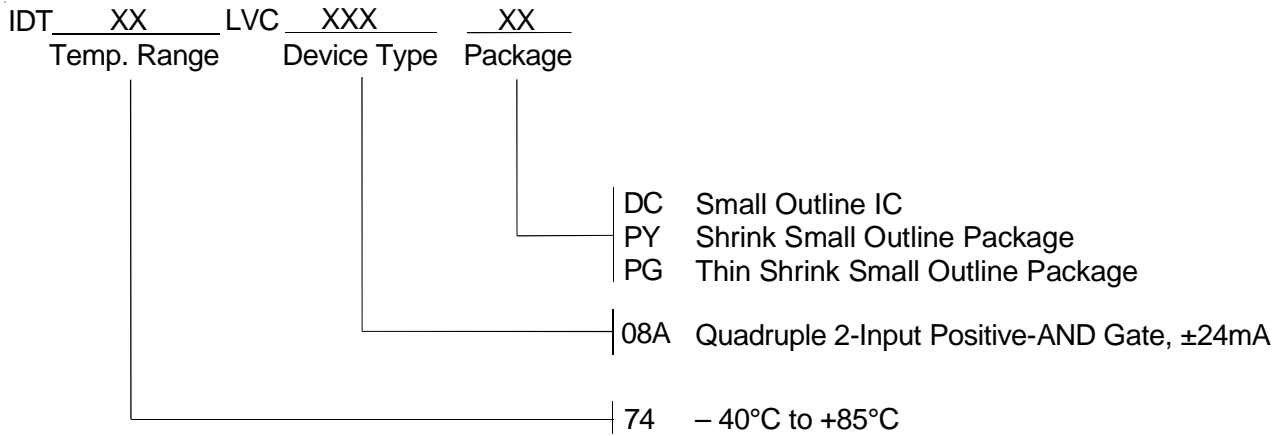 IDT XX LVC XXX XX
Temp. Range Device Type Package
DC Small Outline IC
PY Shrink Small Outline Package
PG Thin Shrink Small Outline Package
08A Quadruple 2-Input Positive-AND Gate, ±24mA
74 – 40°C to +85°C